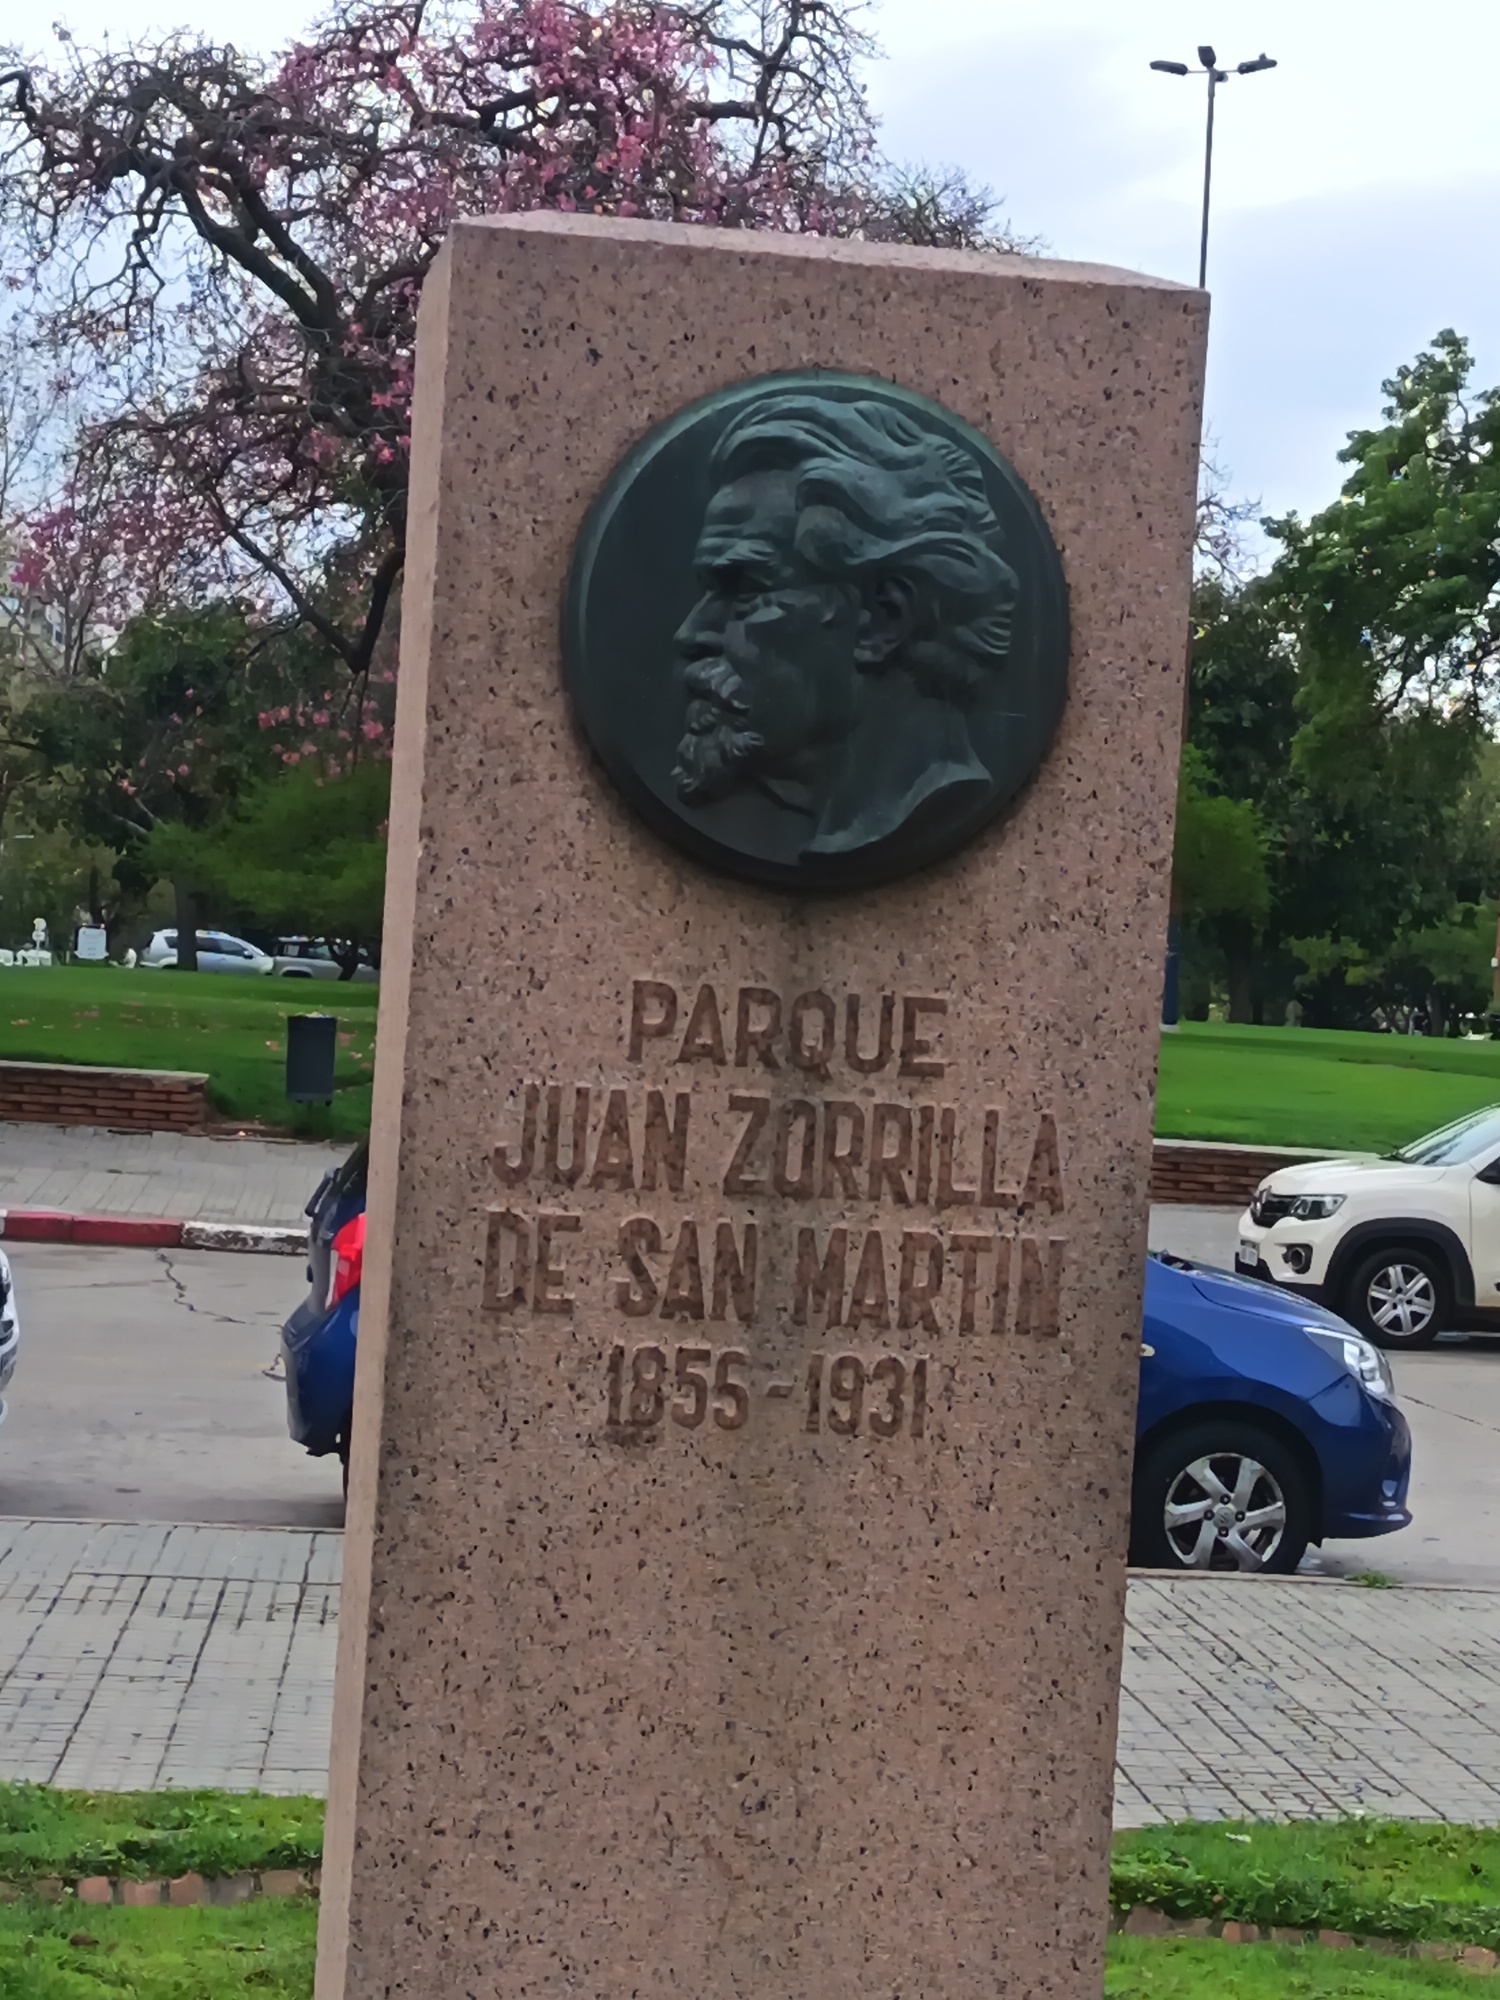 PARQUE
JUAN ZORRILLA
DE SAN MARTIN
1855-1931